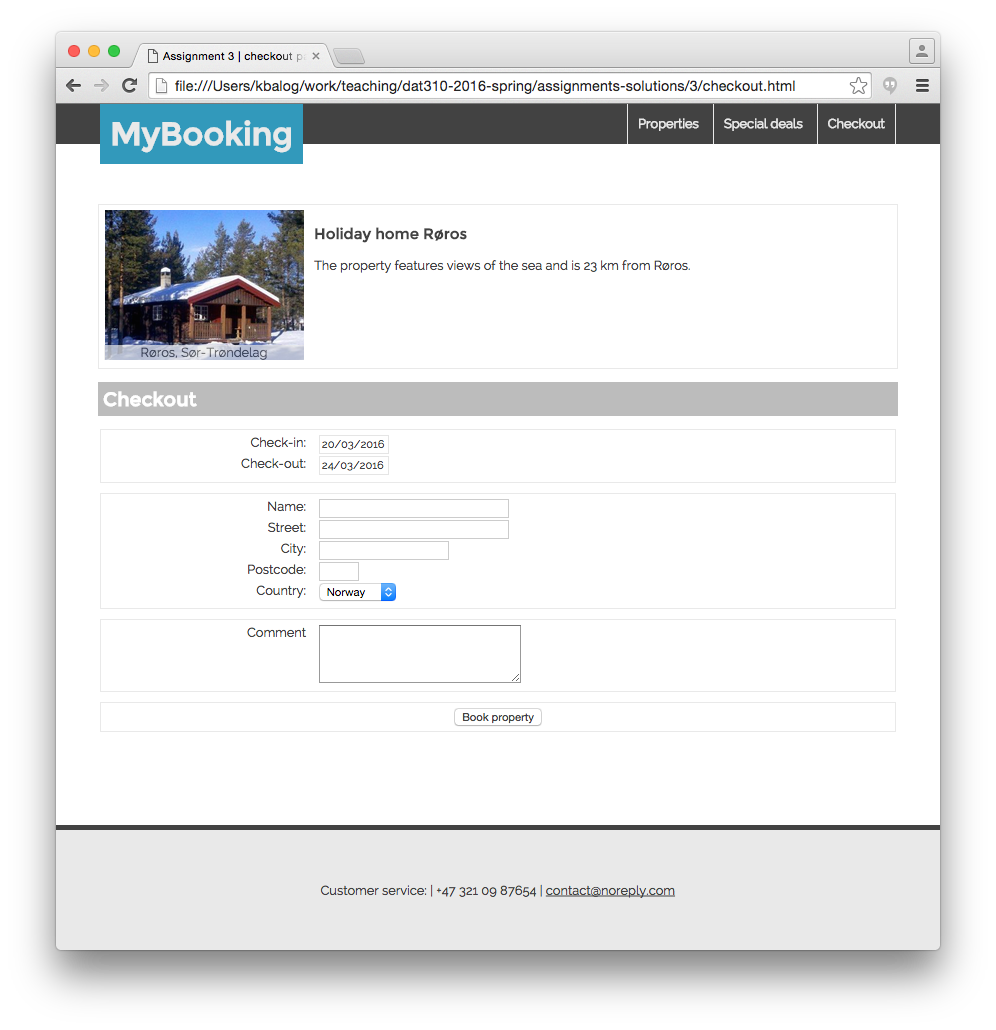 Assignment 3 | checkout p
file:///Users/kbalog/work/teaching/dat310-2016-spring/assignments-solutions/3/checkout.html
MyBooking
Properties
Special deals
Checkout
Holiday home Røros
The property features views of the sea and is 23 km from Røros.
Røros, Sør-Trøndelag
Checkout
Check-in: 20/03/2016
Check-out: 24/03/2016
Name:
Street:
City:
Postcode:
Country: Norway
Comment
Book property
Customer service: | +47 321 09 87654 | contact@noreply.com